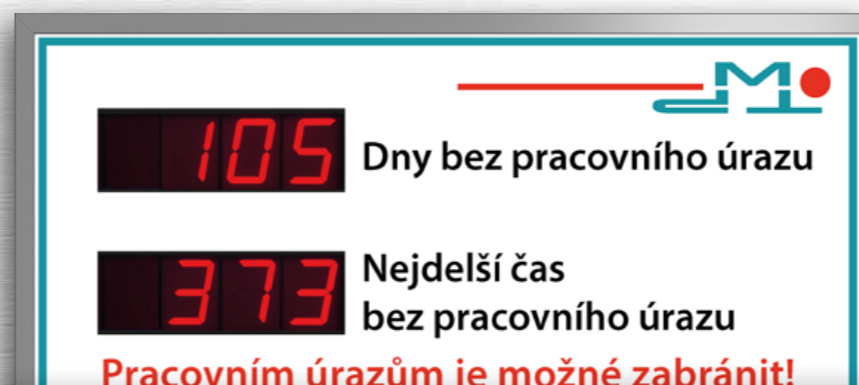 105 Dny bez pracovního úrazu
373 Nejdelší čas
bez pracovního úrazu
Pracovním úrazům je možné zabránit!